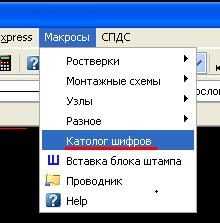 xpress Макросы СПДС
Ростверки
Монтажные схемы
Узлы
Разное
Католог шифров
Ш Вставка блока штампа
Проводник
? Help